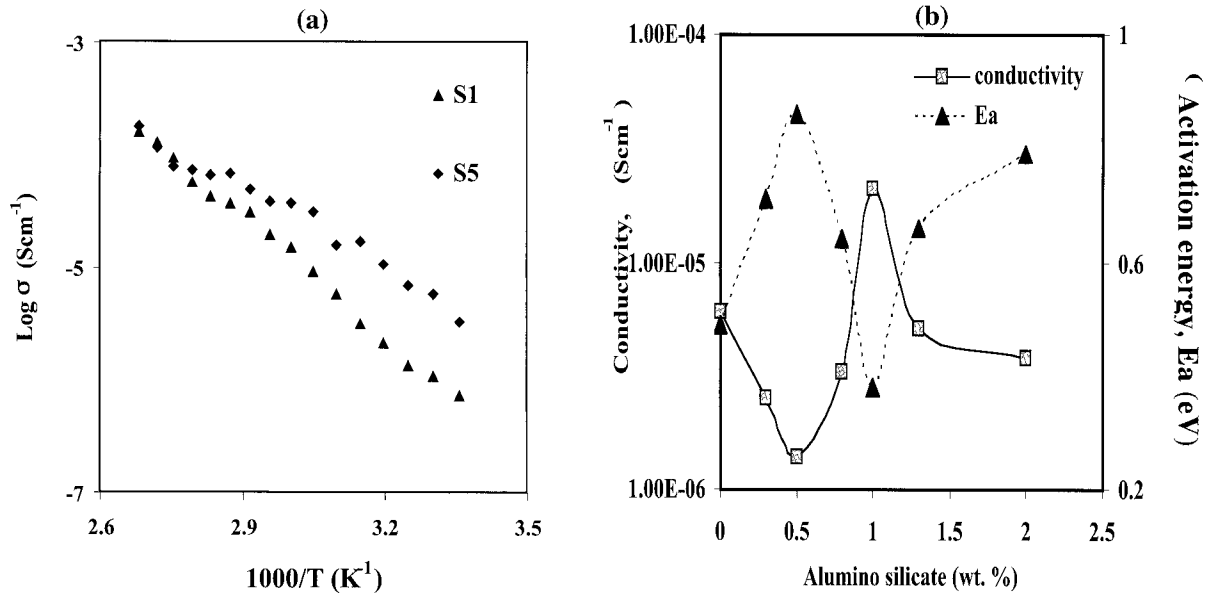 (a)
-3
-5
-7
Log σ (Scm⁻¹)
S1
S5
2.6
2.9
3.2
3.5
1000/T (K⁻¹)
(b)
1.00E-04
1.00E-05
1.00E-06
Conductivity, (Scm⁻¹)
conductivity
Ea
1
0.6
0.2
( Activation energy, Ea (eV)
0
0.5
1
1.5
2
2.5
Alumino silicate (wt. %)